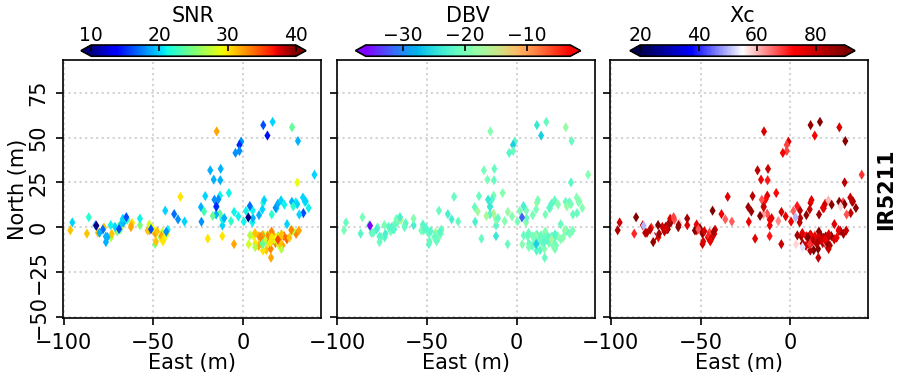 SNR DBV Xc
10 20 30 40 −30 −20 −10 20 40 60 80
75
50
25
0
−25
−50
North (m)
IR5211
−100 −50 0 −100 −50 0 −100 −50 0
East (m) East (m) East (m)